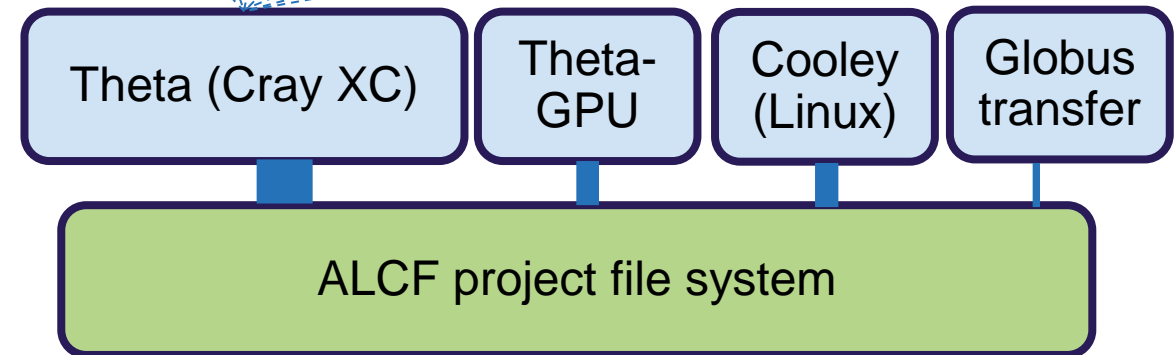 Theta (Cray XC)
Theta-
GPU
Cooley
(Linux)
Globus
transfer
ALCF project file system